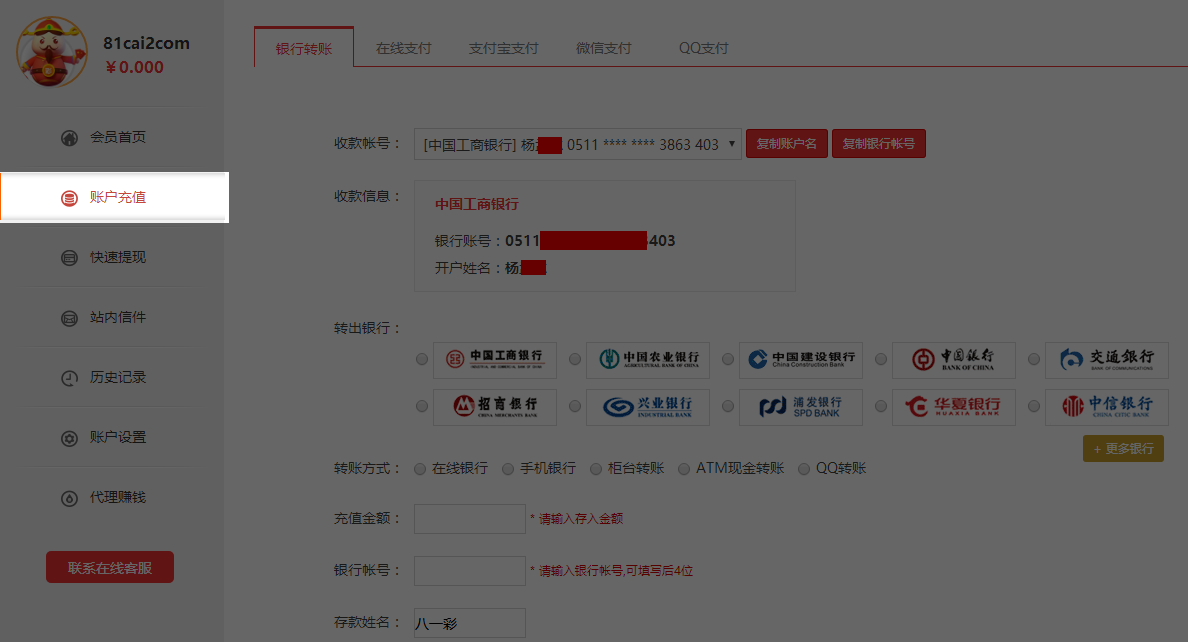 81cai2com
￥0.000
会员首页
账户充值
快速提现
站内信件
历史记录
账户设置
代理赚钱
联系在线客服
银行转账 在线支付 支付宝支付 微信支付 QQ支付
收款帐号： [中国工商银行] 杨 0511 **** **** 3863 403 ▼ 复制账户名 复制银行帐号
收款信息：
中国工商银行
银行账号：0511 403
开户姓名：杨
转出银行：
中国工商银行 中国农业银行 AGRICULTURAL BANK OF CHINA 中国建设银行 China Construction Bank 中国银行 BANK OF CHINA 交通银行 BANK OF COMMUNICATIONS
招商银行 CHINA MERCHANTS BANK 兴业银行 INDUSTRIAL BANK 浦发银行 SPD BANK 华夏银行 HUAXIA BANK 中信银行 CHINA CITIC BANK
+ 更多银行
转账方式： 在线银行 手机银行 柜台转账 ATM现金转账 QQ转账
充值金额： * 请输入存入金额
银行帐号： * 请输入银行帐号,可填写后4位
存款姓名： 八一彩